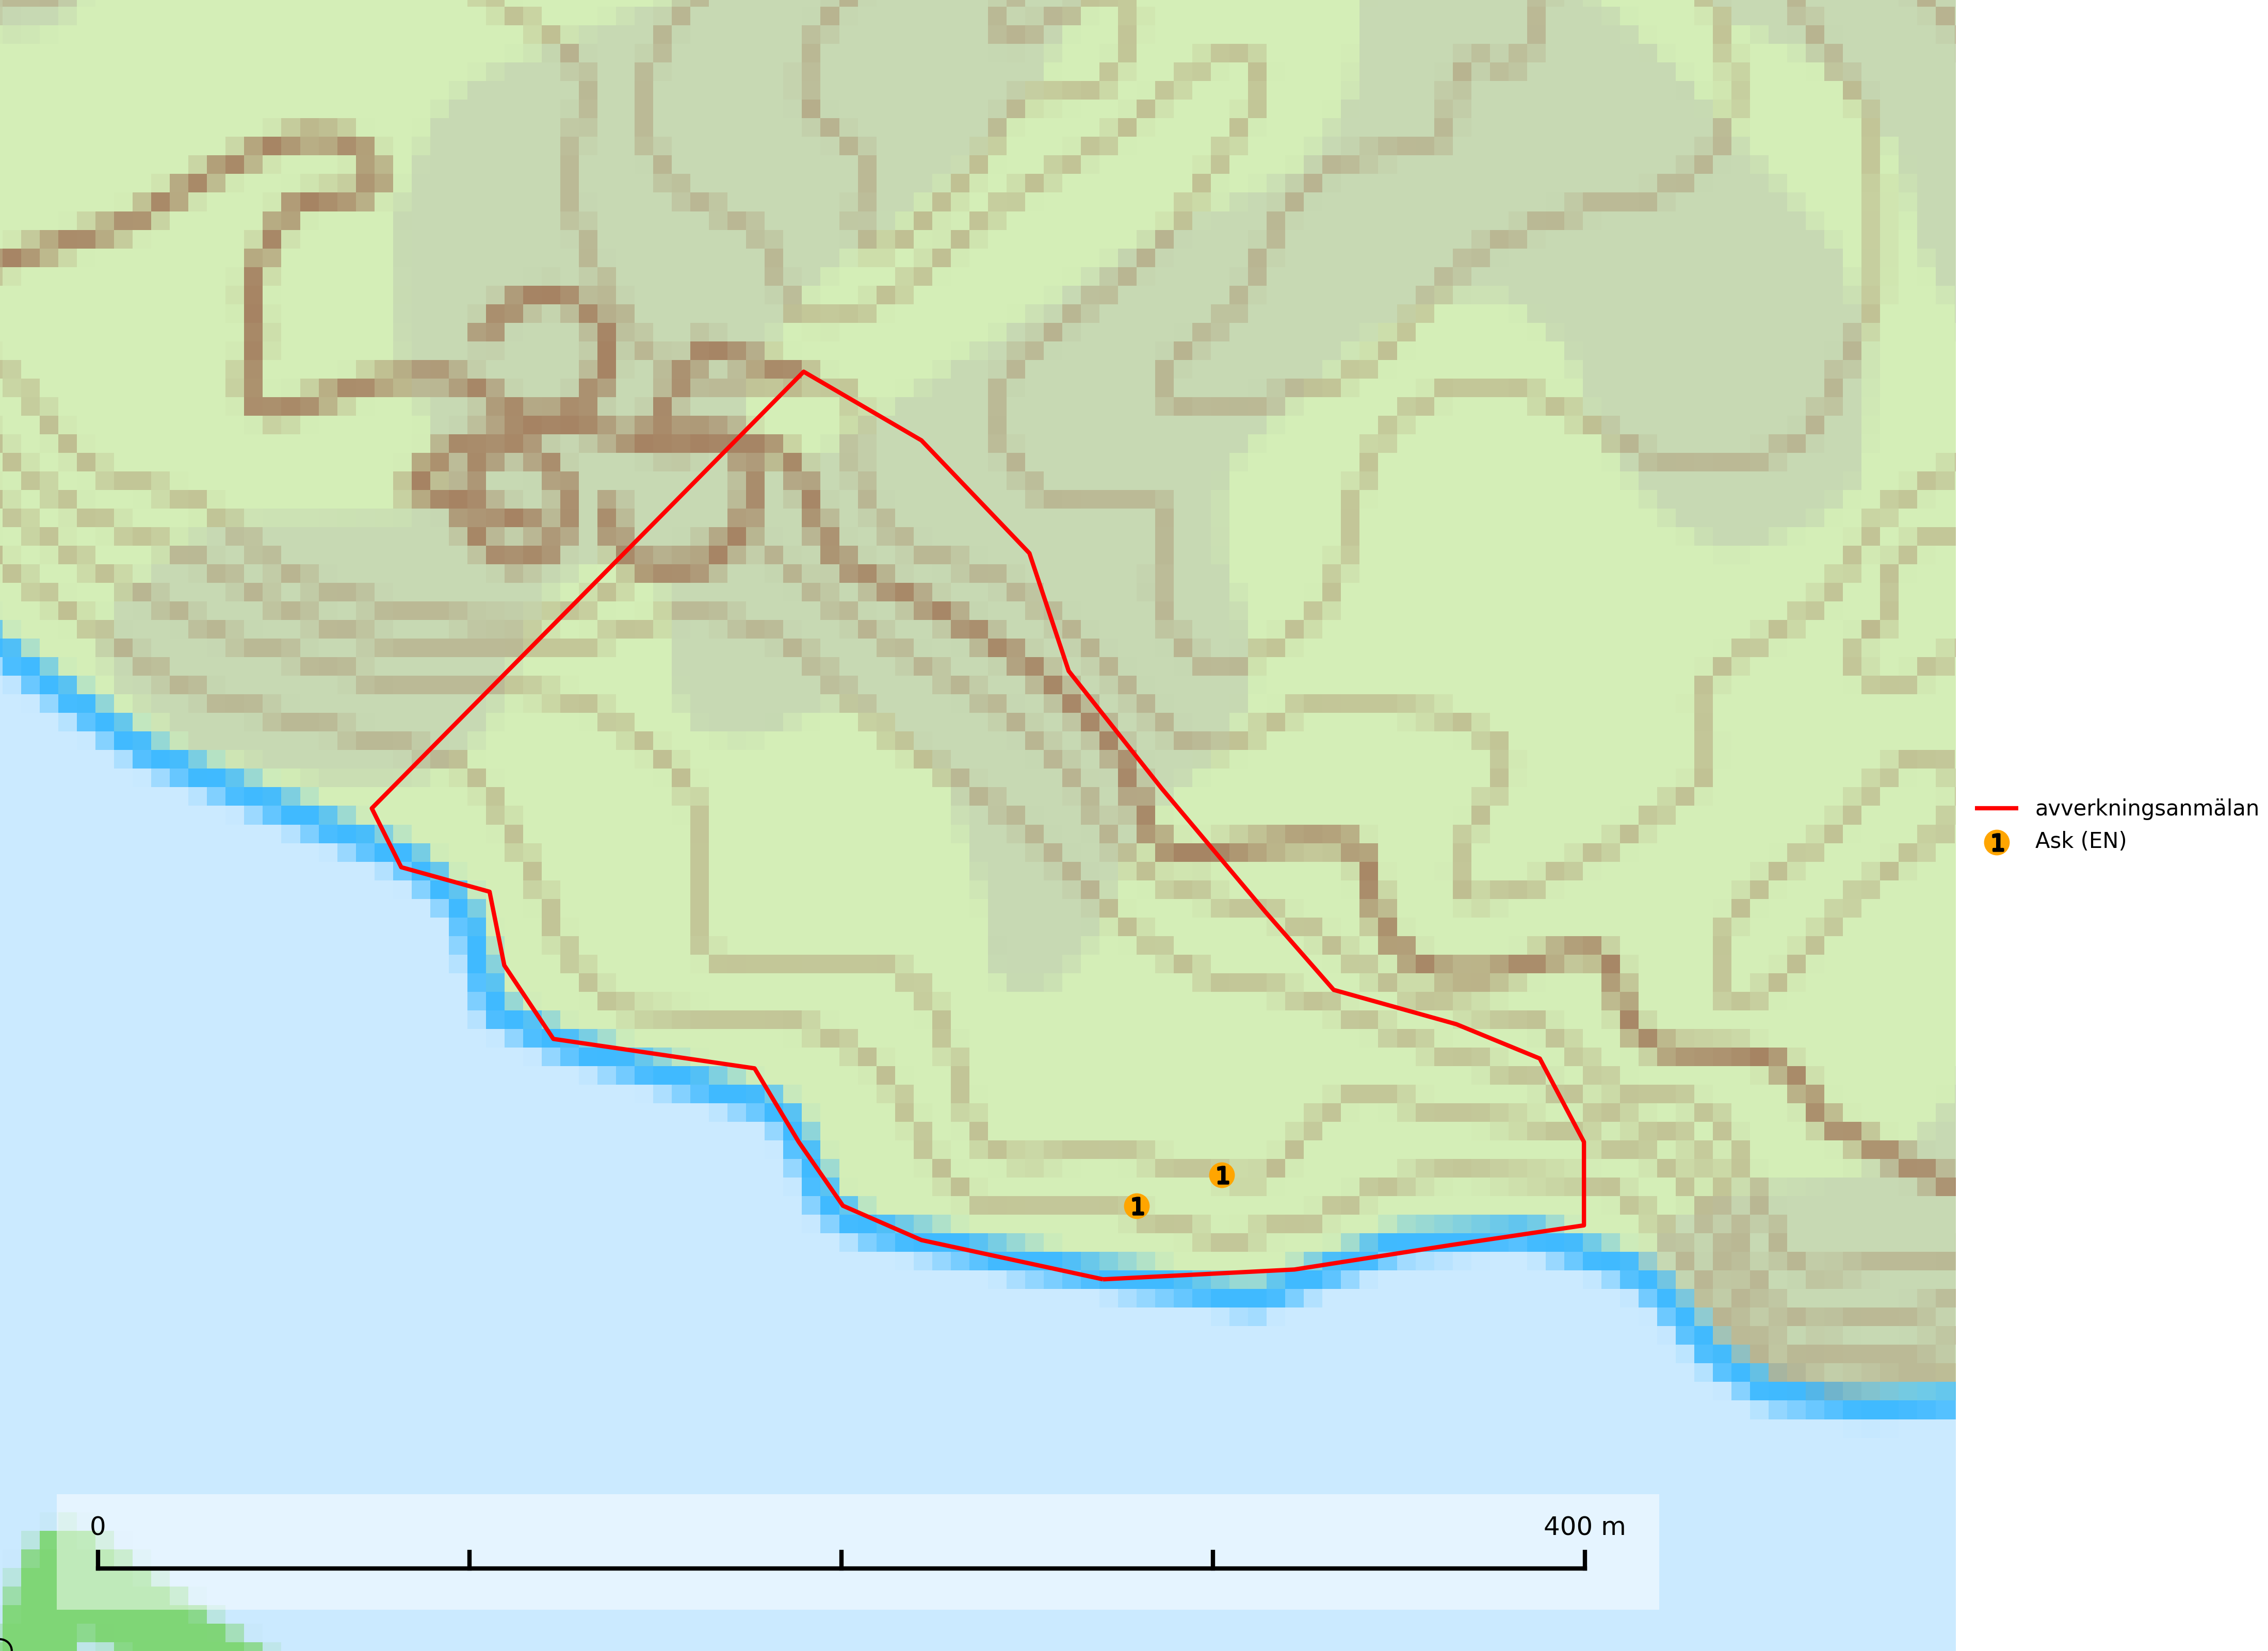 avverkningsanmälan
1 Ask (EN)
1
1
0 400 m